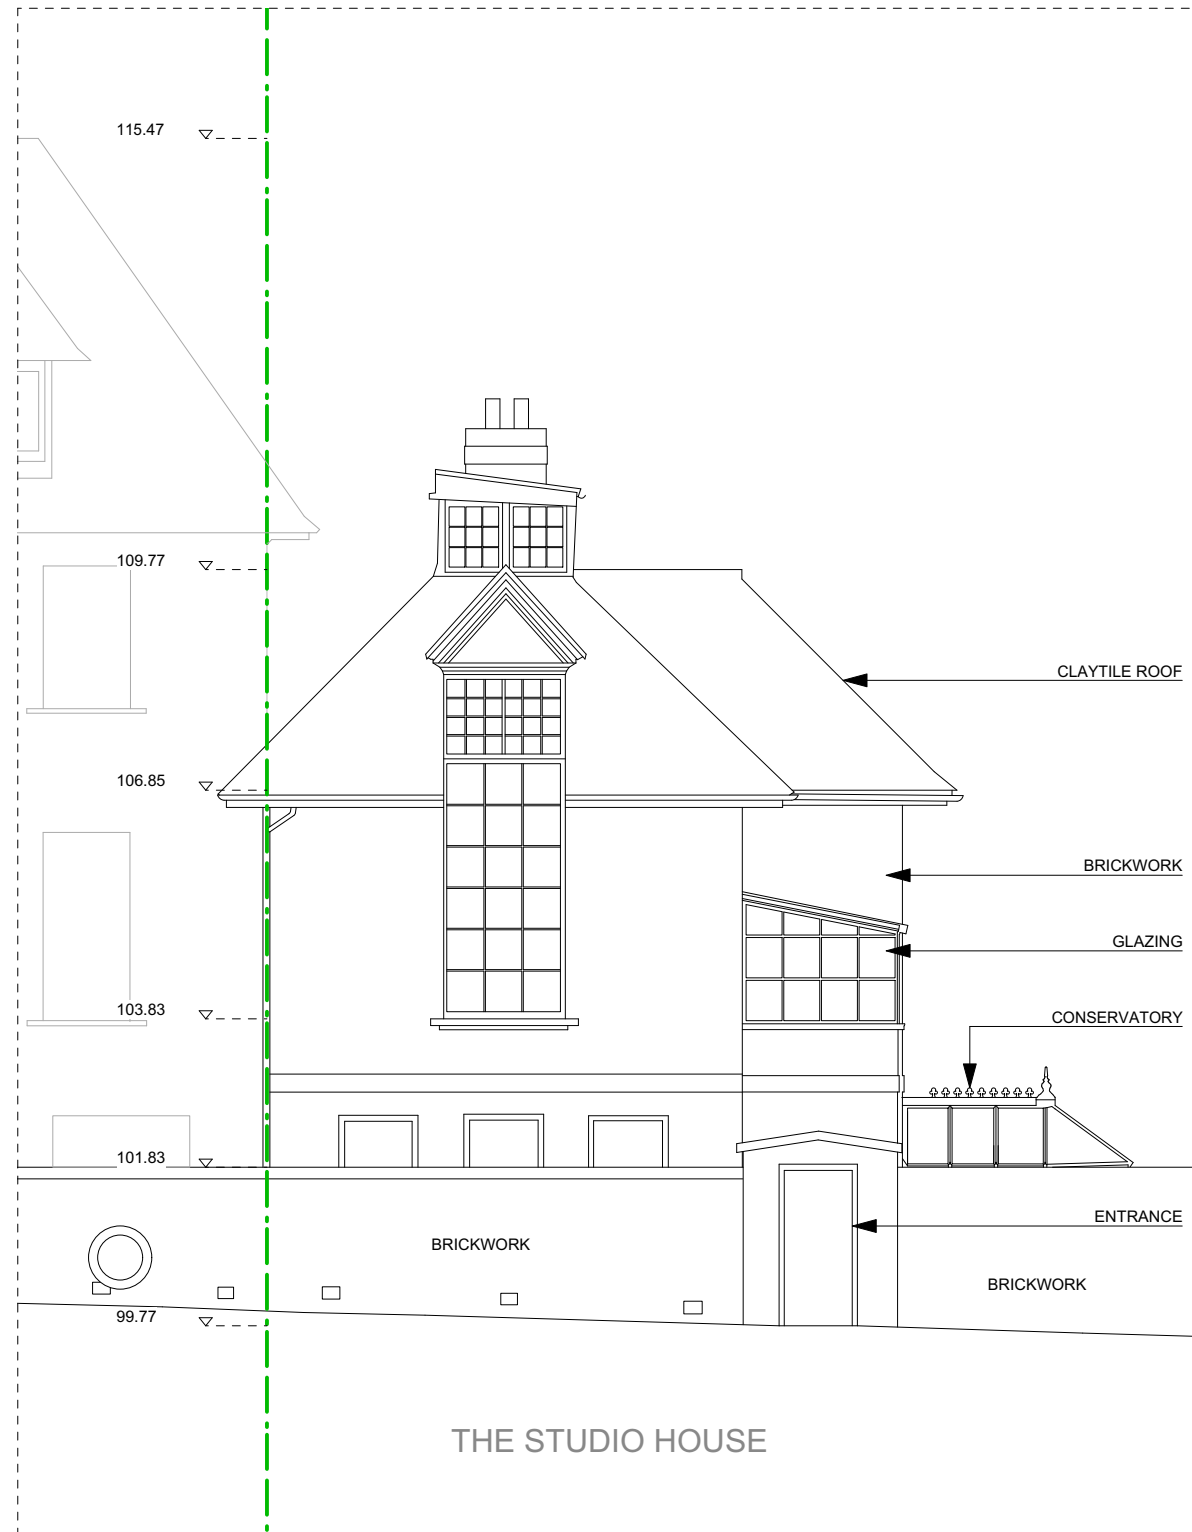 115.47
109.77
CLAYTILE ROOF
106.85
BRICKWORK
GLAZING
103.83
CONSERVATORY
101.83
ENTRANCE
BRICKWORK
BRICKWORK
99.77
THE STUDIO HOUSE